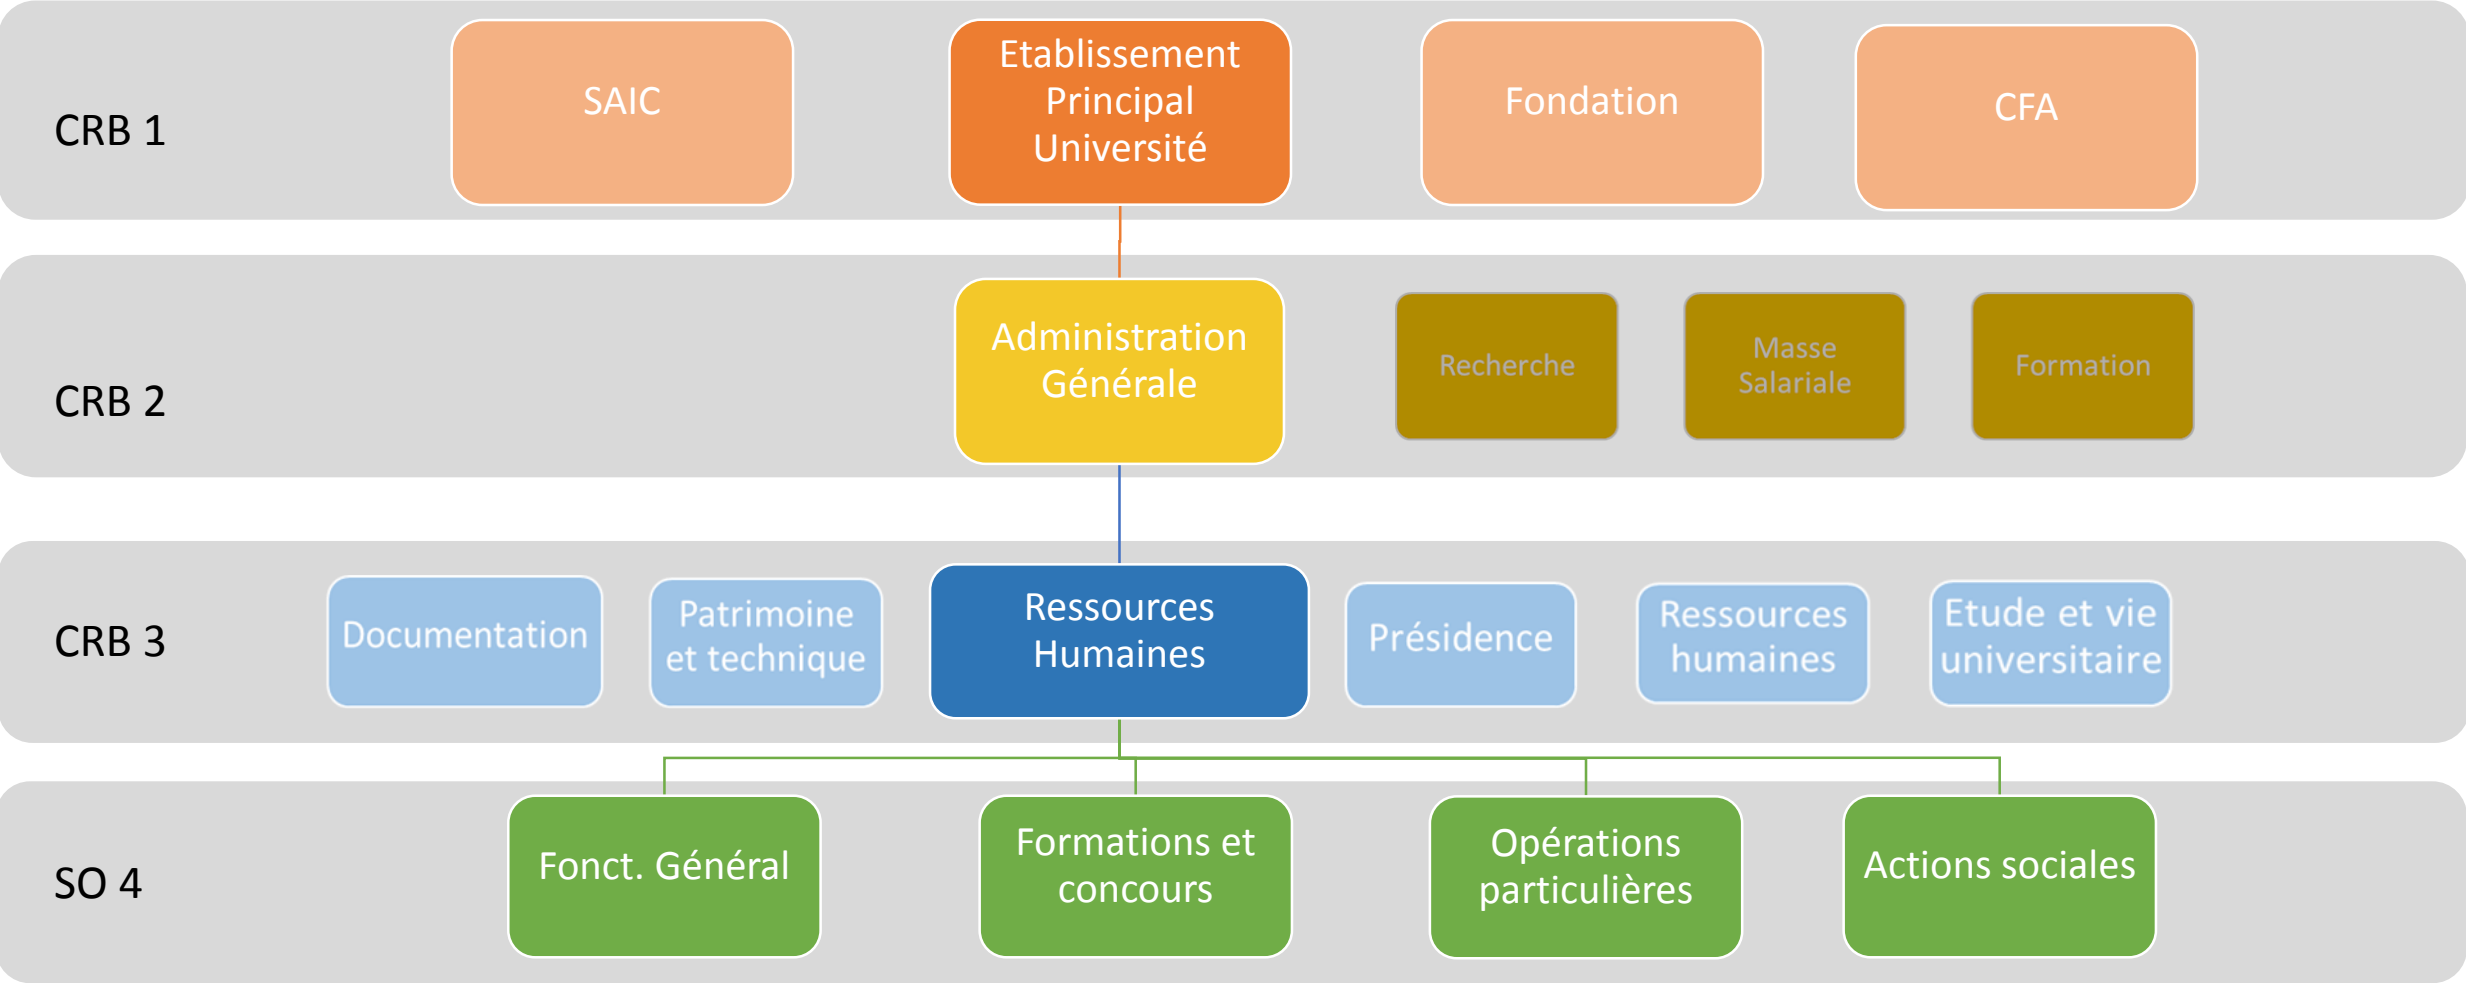 CRB 1
SAIC
Etablissement
Principal
Université
Fondation
CFA
CRB 2
Administration
Générale
Recherche
Masse
Salariale
Formation
CRB 3
Documentation
Patrimoine
et technique
Ressources
Humaines
Présidence
Ressources
humaines
Etude et vie
universitaire
SO 4
Fonct. Général
Formations et
concours
Opérations
particulières
Actions sociales